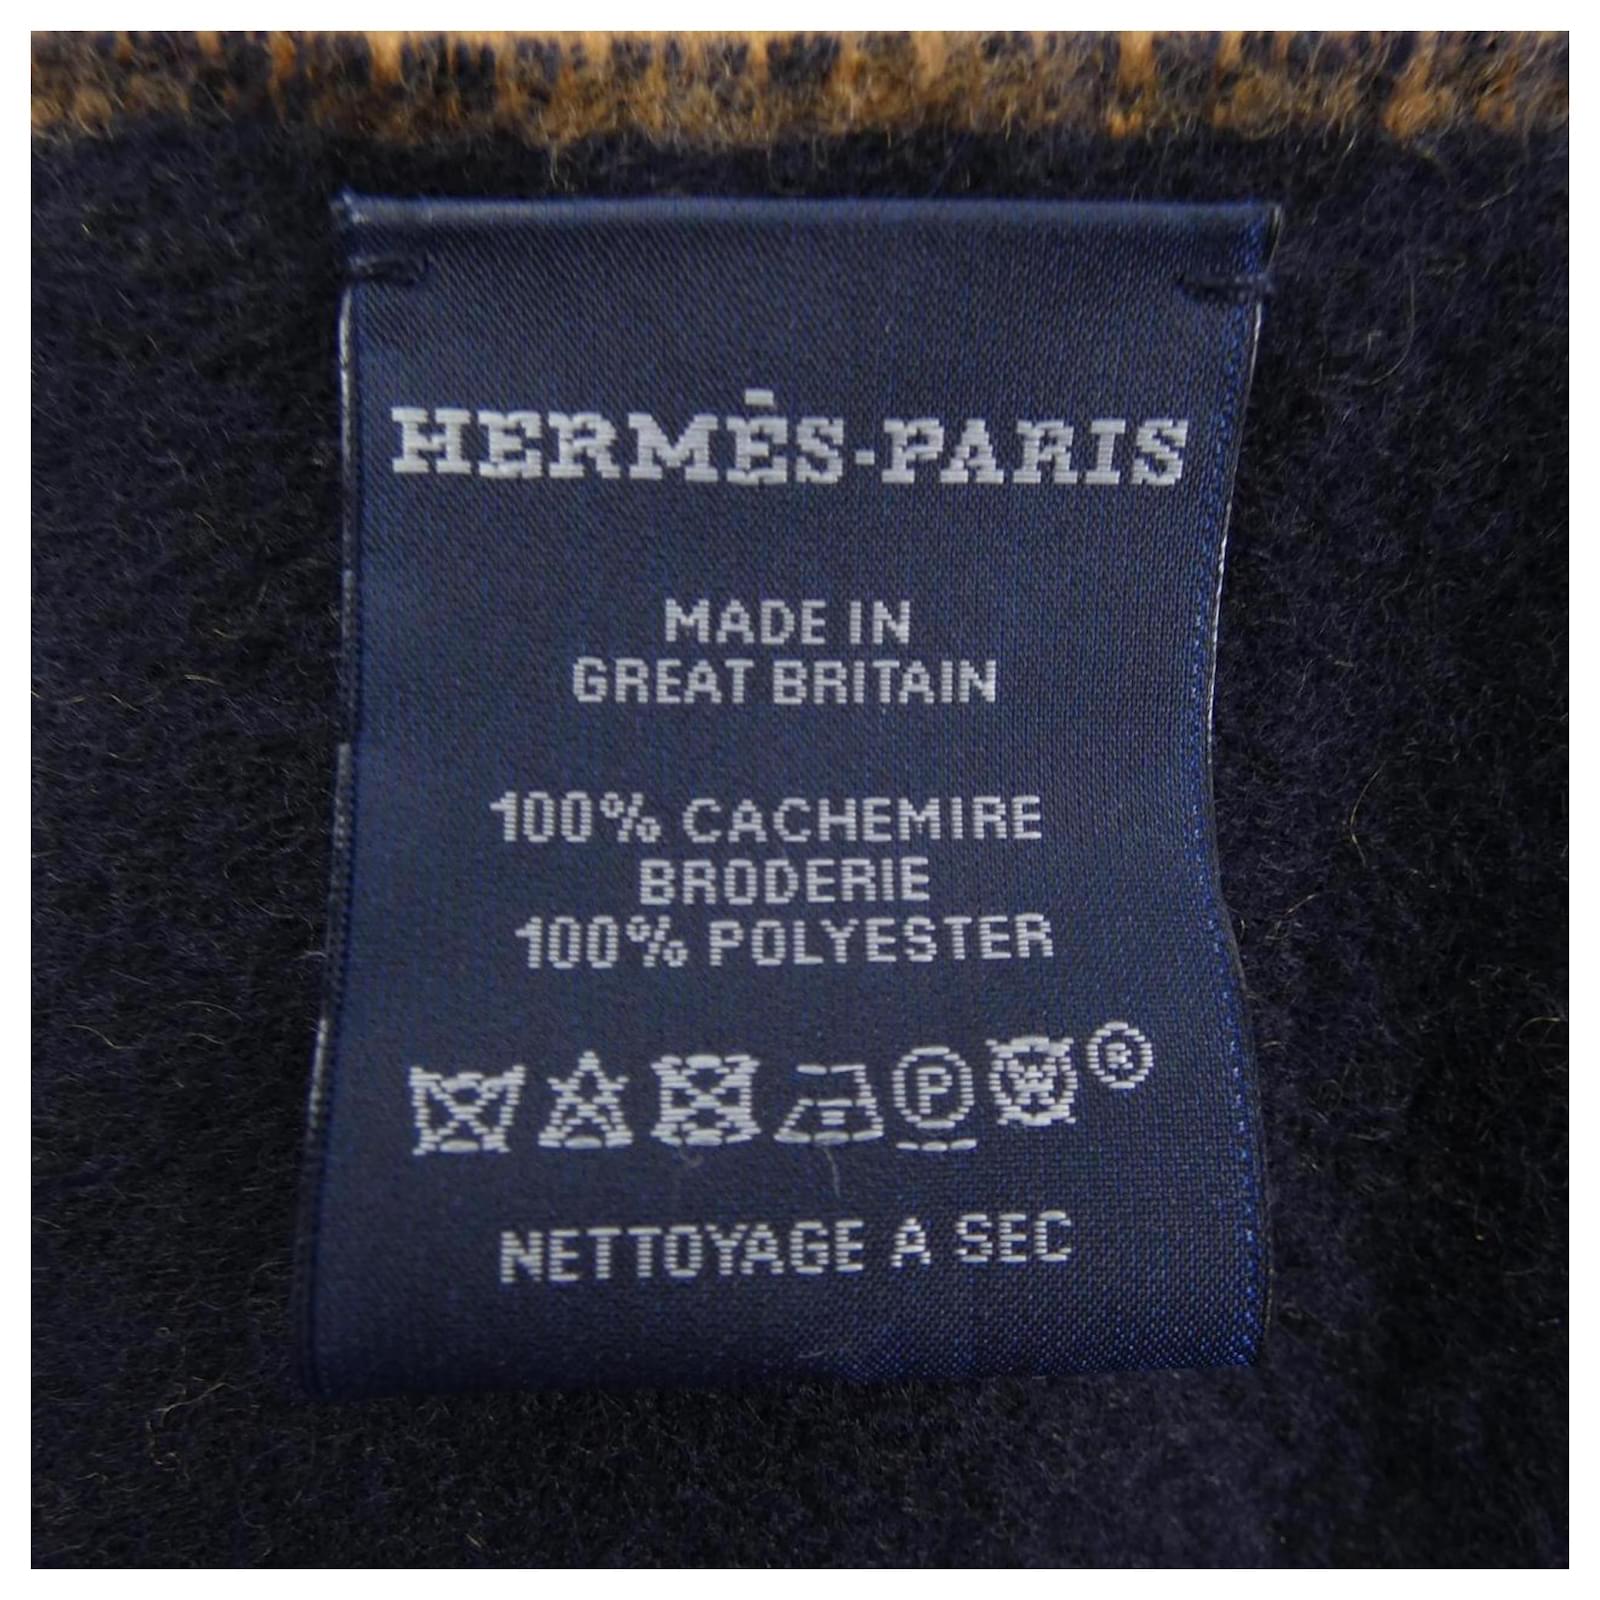 HERMÈS-PARIS
MADE IN
GREAT BRITAIN
100% CACHEMIRE
BRODERIE
100% POLYESTER
P W ®
NETTOYAGE A SEC